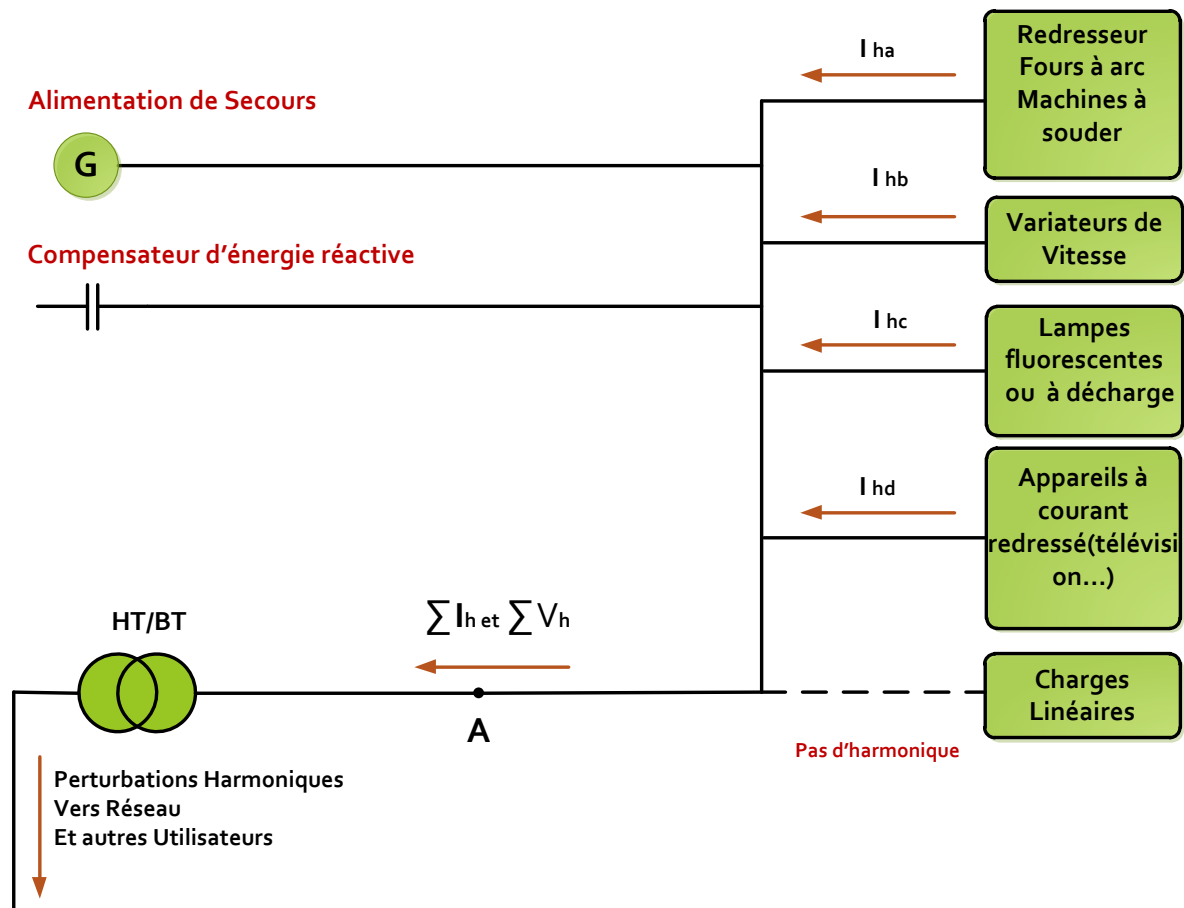 Alimentation de Secours
G
Compensateur d'énergie réactive
I ha
Redresseur
Fours à arc
Machines à
souder
I hb
Variateurs de
Vitesse
I hc
Lampes
fluorescentes
ou à décharge
I hd
Appareils à
courant
redressé(télévisi
on...)
HT/BT
∑ Ih et ∑ Vh
A
Charges
Linéaires
Pas d'harmonique
Perturbations Harmoniques
Vers Réseau
Et autres Utilisateurs